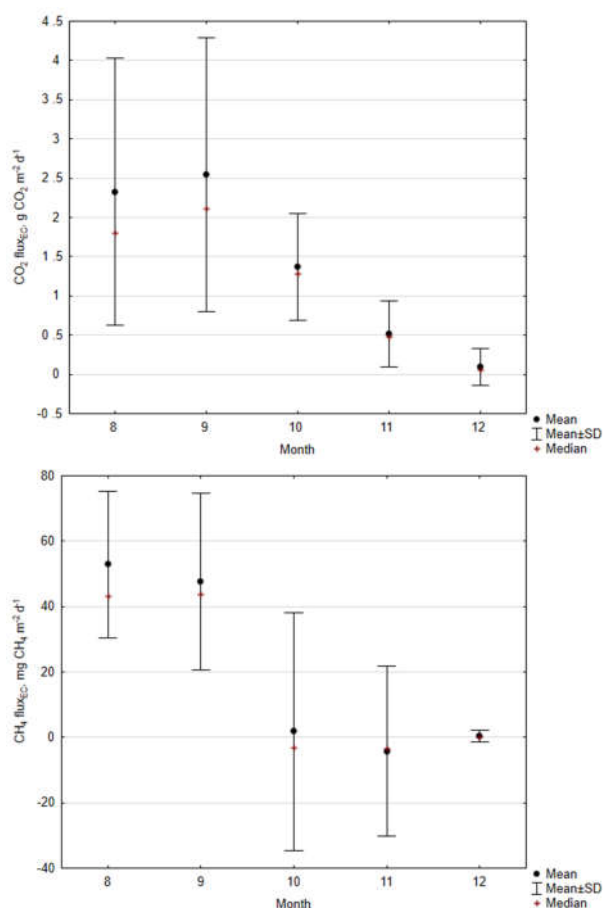 4.5
4
3.5
3
2.5
2
1.5
1
0.5
0
-0.5
CO₂ flux_EC, g CO₂ m⁻² d⁻¹
8 9 10 11 12
Month
Mean
Mean±SD
Median
80
60
40
20
0
-20
-40
CH₄ flux_EC, mg CH₄ m⁻² d⁻¹
8 9 10 11 12
Month
Mean
Mean±SD
Median